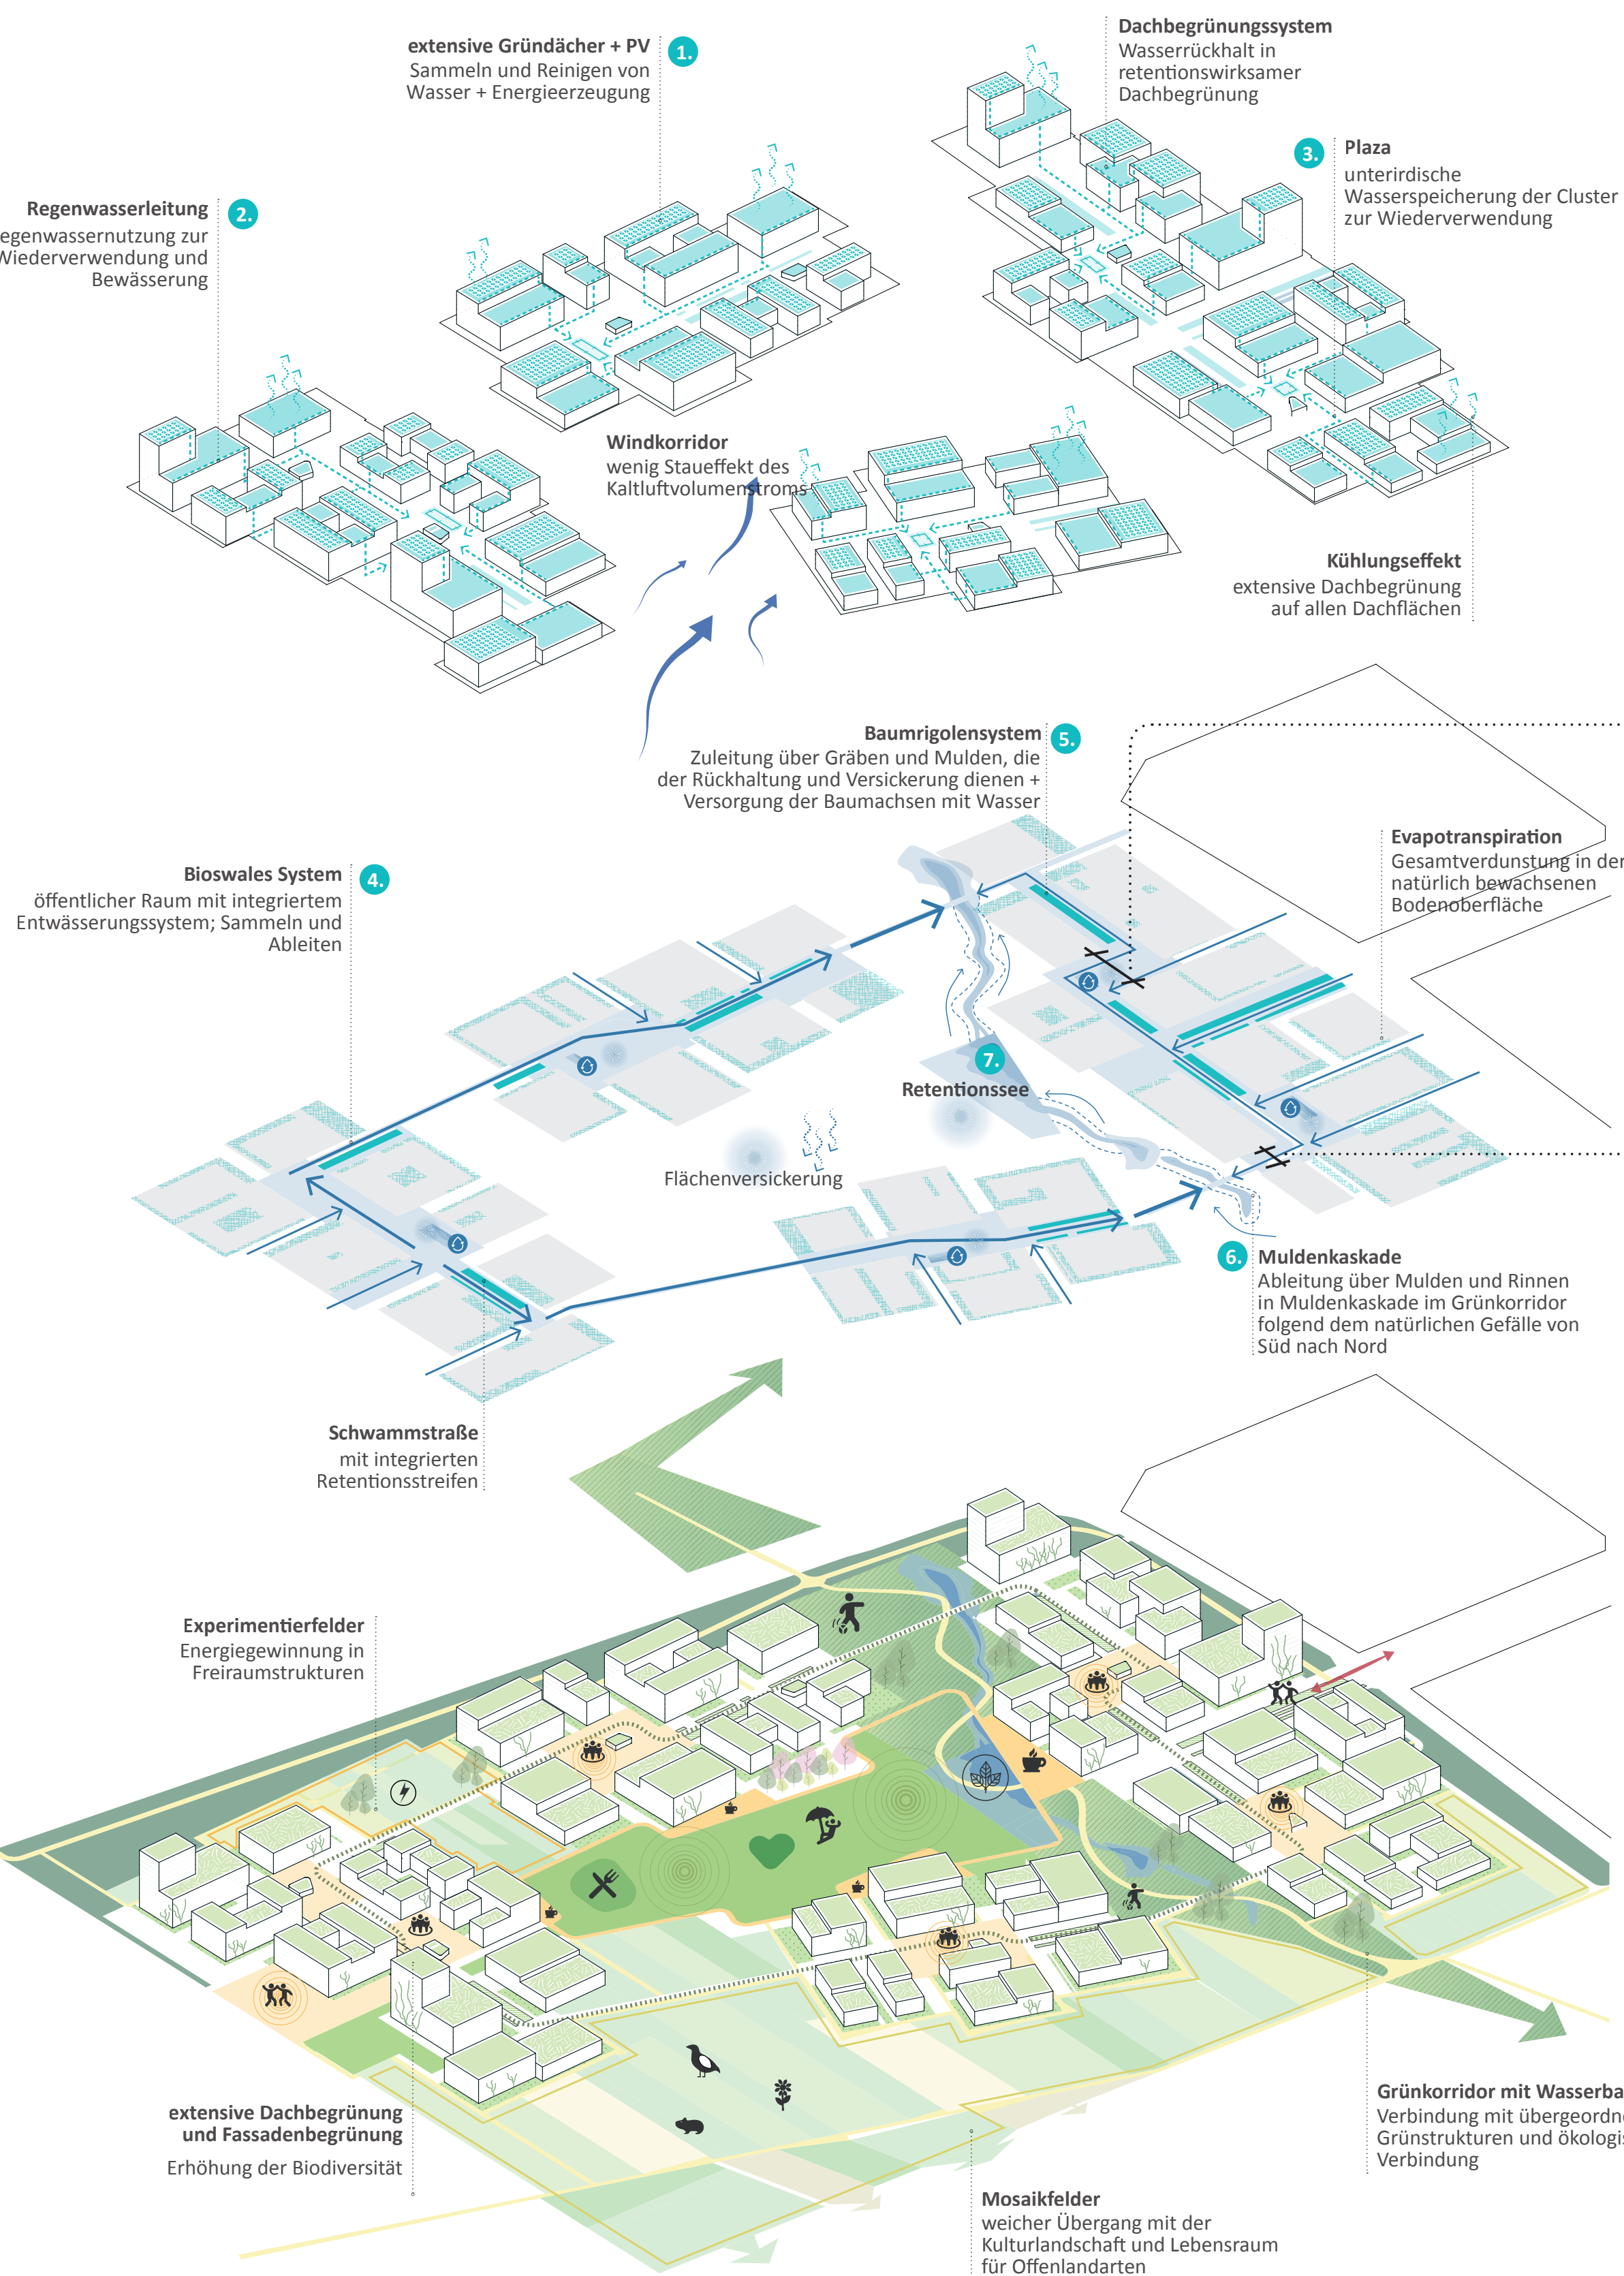 Dachbegrünungssystem
Wasserrückhalt in
retentionswirksamer
Dachbegrünung
extensive Gründächer + PV
1.
Sammeln und Reinigen von
Wasser + Energieerzeugung
3.
Plaza
unterirdische
Wasserspeicherung der Cluster
zur Wiederverwendung
Regenwasserleitung
2.
egenwassernutzung zur
Wiederverwendung und
Bewässerung
Windkorridor
wenig Staueffekt des
Kaltluftvolumenstroms
Kühlungseffekt
extensive Dachbegrünung
auf allen Dachflächen
Baumrigolensystem
5.
Zuleitung über Gräben und Mulden, die
der Rückhaltung und Versickerung dienen +
Versorgung der Baumachsen mit Wasser
Evapotranspiration
Gesamtverdunstung in der
natürlich bewachsenen
Bodenoberfläche
Bioswales System
4.
öffentlicher Raum mit integriertem
Entwässerungssystem; Sammeln und
Ableiten
7.
Retentionssee
Flächenversickerung
6.
Muldenkaskade
Ableitung über Mulden und Rinnen
in Muldenkaskade im Grünkorridor
folgend dem natürlichen Gefälle von
Süd nach Nord
Schwammstraße
mit integrierten
Retentionsstreifen
Experimentierfelder
Energiegewinnung in
Freiraumstrukturen
extensive Dachbegrünung
und Fassadenbegrünung
Erhöhung der Biodiversität
Grünkorridor mit Wasserba
Verbindung mit übergeordne
Grünstrukturen und ökologis
Verbindung
Mosaikfelder
weicher Übergang mit der
Kulturlandschaft und Lebensraum
für Offenlandarten